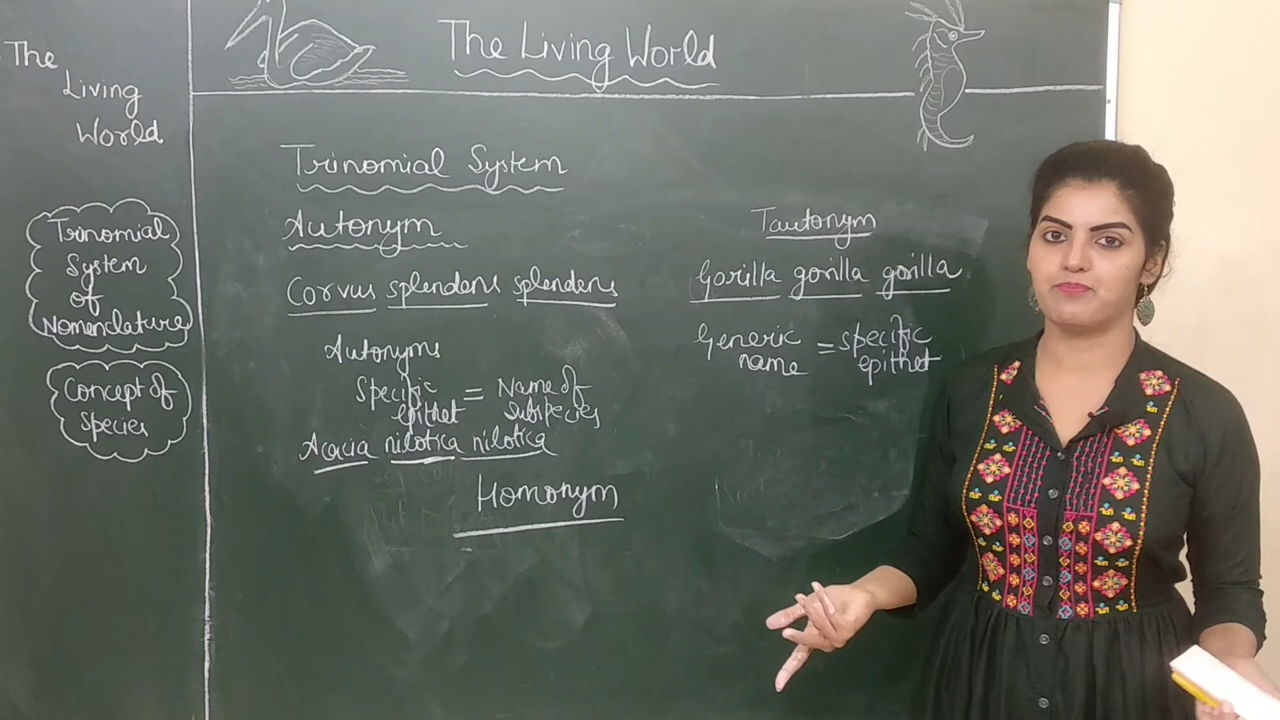 The
Living
World
Trinomial
System
of
Nomenclature
Concept of
Species
The Living World
Trinomial System
Autonym
Corvus splendens splendens
Autonyms
Specific = Name of
epithet subspecies
Acacia nilotica nilotica
Homonym
Tautonym
Gorilla gorilla gorilla
Generic = specific
name epithet